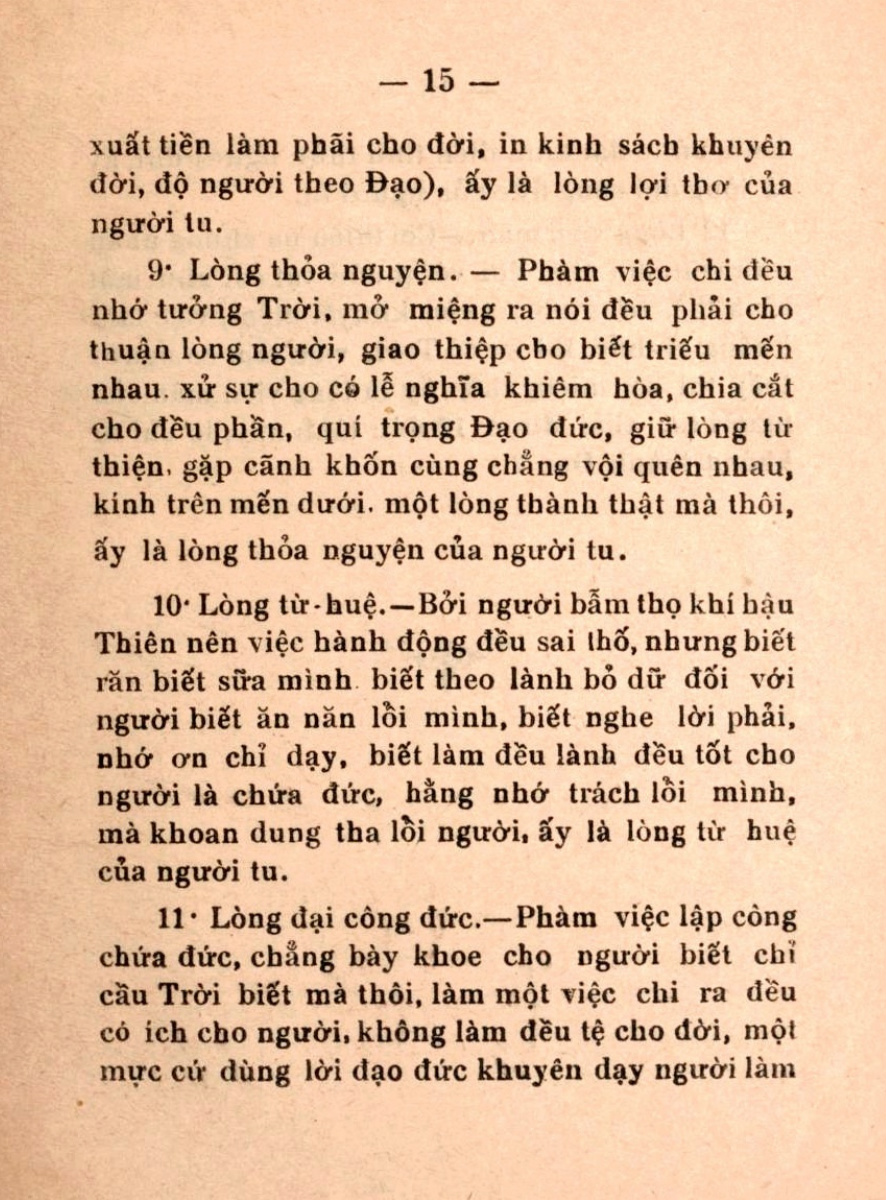 — 15 —
xuất tiền làm phãi cho đời, in kinh sách khuyên
đời, độ người theo Đạo), ấy là lòng lợi thơ của
người tu.
9· Lòng thỏa nguyện. — Phàm việc chi đều
nhớ tưởng Trời, mở miệng ra nói đều phải cho
thuận lòng người, giao thiệp cho biết triếu mến
nhau. xử sự cho có lễ nghĩa khiêm hòa, chia cắt
cho đều phần, quí trọng Đạo đức, giữ lòng từ
thiện. gặp cãnh khốn cùng chẳng vội quên nhau,
kính trên mến dưới. một lòng thành thật mà thôi,
ấy là lòng thỏa nguyện của người tu.
10· Lòng từ-huệ.—Bởi người bẫm thọ khí hậu
Thiên nên việc hành động đều sai thố, nhưng biết
răn biết sữa mình biết theo lành bỏ dữ đối với
người biết ăn năn lồi mình, biết nghe lời phải,
nhớ ơn chỉ dạy, biết làm đều lành đều tốt cho
người là chứa đức, hằng nhớ trách lồi mình,
mà khoan dung tha lồi người, ấy là lòng từ huệ
của người tu.
11· Lòng đại công đức.—Phàm việc lập công
chứa đức, chẳng bày khoe cho người biết chỉ
cầu Trời biết mà thôi, làm một việc chi ra đều
có ích cho người, không làm đều tệ cho đời, một
mực cứ dùng lời đạo đức khuyên dạy người làm